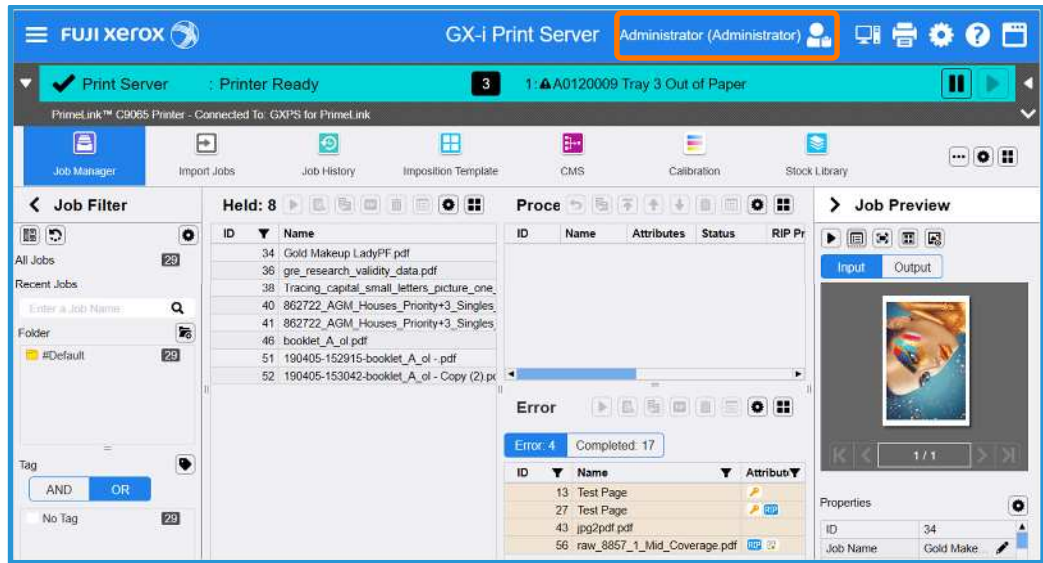 FUJI XEROX
GX-i Print Server
Administrator (Administrator)
Print Server : Printer Ready
3
1: A0120009 Tray 3 Out of Paper
PrimeLink™ C9065 Printer - Connected To: GXPS for PrimeLink
Job Manager
Import Jobs
Job History
Imposition Template
CMS
Calibration
Stock Library
Job Filter
All Jobs 29
Recent Jobs
Enter a Job Name
Folder
#Default 29
Tag
AND OR
No Tag 29
Held: 8
ID Name
34 Gold Makeup LadyPF.pdf
36 gre_research_validity_data.pdf
38 Tracing_capital_small_letters_picture_one_
40 862722_AGM_Houses_Priority+3_Singles_
41 862722_AGM_Houses_Priority+3_Singles_
46 booklet_A_ol.pdf
51 190405-152915-booklet_A_ol -.pdf
52 190405-153042-booklet_A_ol - Copy (2).pc
Proce
ID Name Attributes Status RIP Pr
Error
Error: 4 Completed: 17
ID Name Attributi
13 Test Page
27 Test Page RIP
43 jpg2pdf.pdf
56 raw_8857_1_Mid_Coverage.pdf RIP
Job Preview
Input Output
1 / 1
Properties
ID 34
Job Name Gold Make...